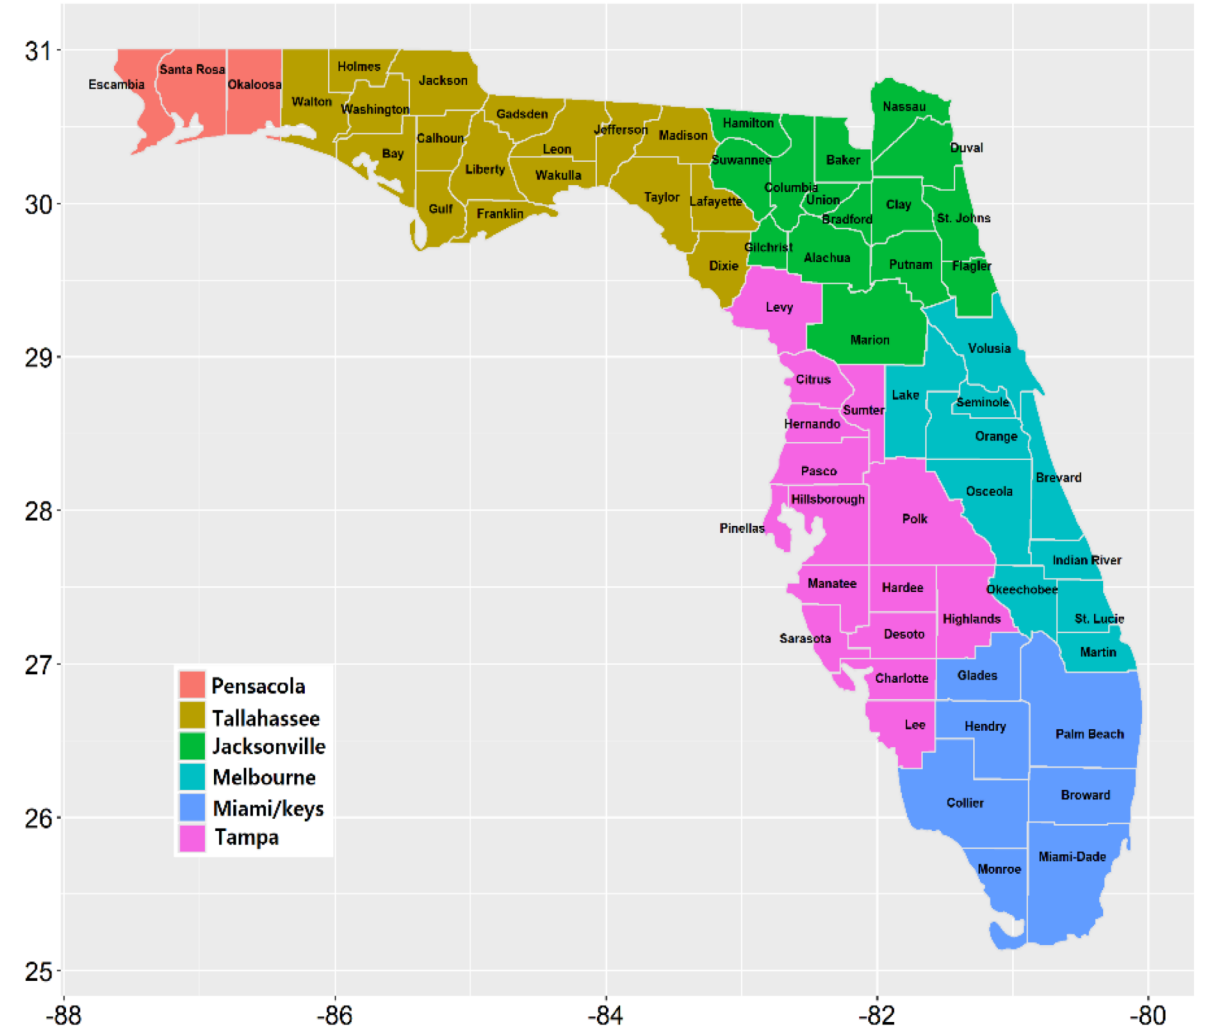 31
30
29
28
27
26
25
-88
-86
-84
-82
-80
Escambia
Santa Rosa
Okaloosa
Walton
Holmes
Washington
Jackson
Calhoun
Bay
Gulf
Gadsden
Liberty
Franklin
Leon
Wakulla
Jefferson
Madison
Taylor
Lafayette
Dixie
Hamilton
Suwannee
Columbia
Baker
Nassau
Duval
Union
Bradford
Clay
St. Johns
Gilchrist
Alachua
Putnam
Flagler
Levy
Marion
Volusia
Citrus
Sumter
Lake
Seminole
Hernando
Orange
Pasco
Brevard
Osceola
Hillsborough
Pinellas
Polk
Indian River
Manatee
Hardee
Okeechobee
Highlands
St. Lucie
Sarasota
Desoto
Martin
Charlotte
Glades
Lee
Hendry
Palm Beach
Collier
Broward
Miami-Dade
Monroe
Pensacola
Tallahassee
Jacksonville
Melbourne
Miami/keys
Tampa